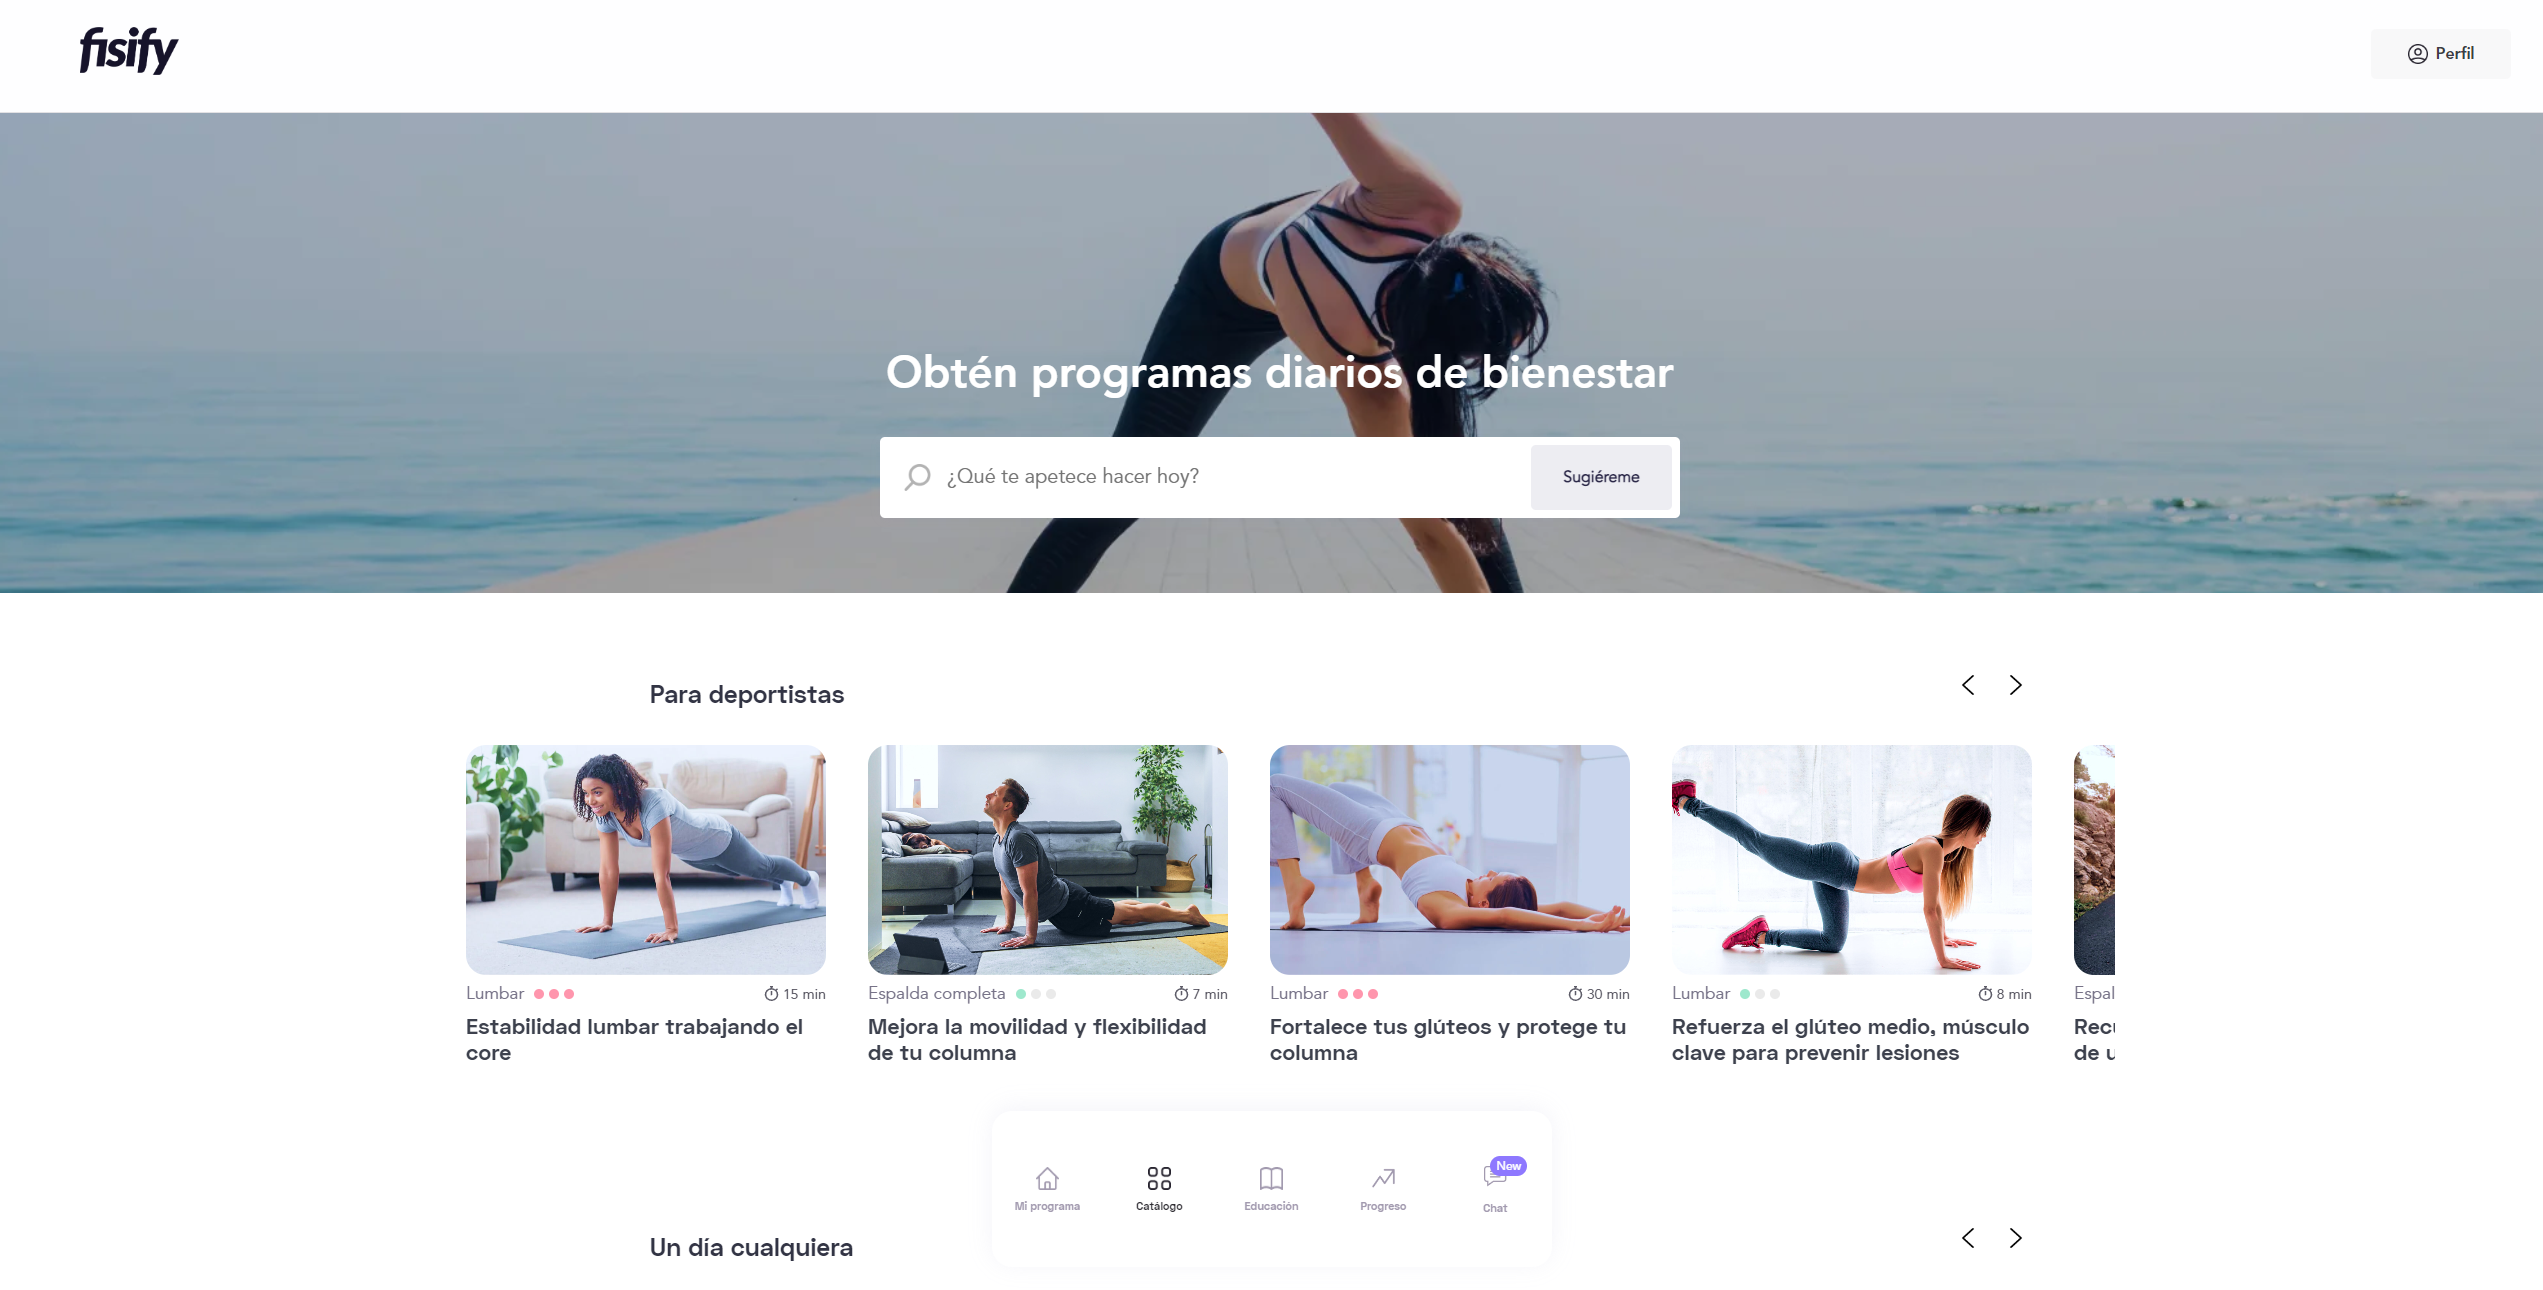 fisify
Perfil
Obtén programas diarios de bienestar
¿Qué te apetece hacer hoy?
Sugiéreme
Para deportistas
Lumbar
15 min
Estabilidad lumbar trabajando el
core
Espalda completa
7 min
Mejora la movilidad y flexibilidad
de tu columna
Lumbar
30 min
Fortalece tus glúteos y protege tu
columna
Lumbar
8 min
Refuerza el glúteo medio, músculo
clave para prevenir lesiones
de
Mi programa
Catálogo
Educación
Progreso
New
Chat
Un día cualquiera